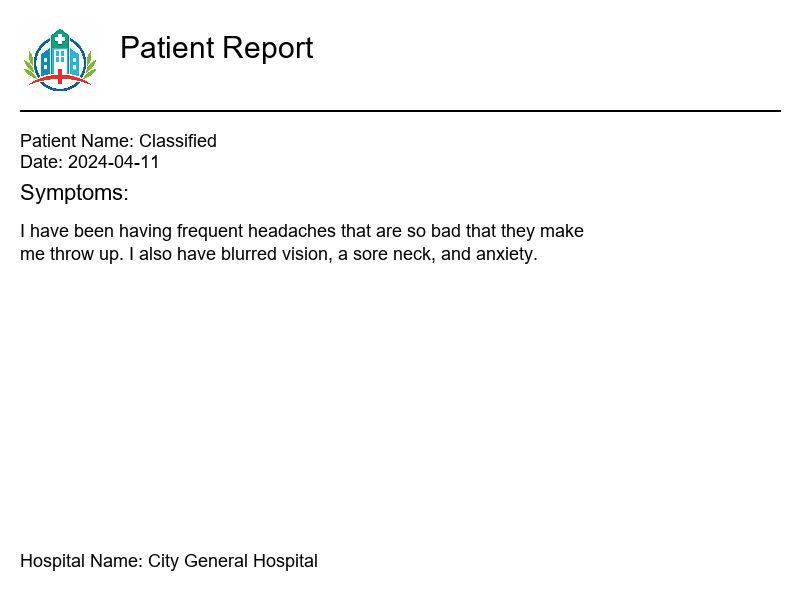 Patient Report
Patient Name: Classified
Date: 2024-04-11
Symptoms:
I have been having frequent headaches that are so bad that they make
me throw up. I also have blurred vision, a sore neck, and anxiety.
Hospital Name: City General Hospital